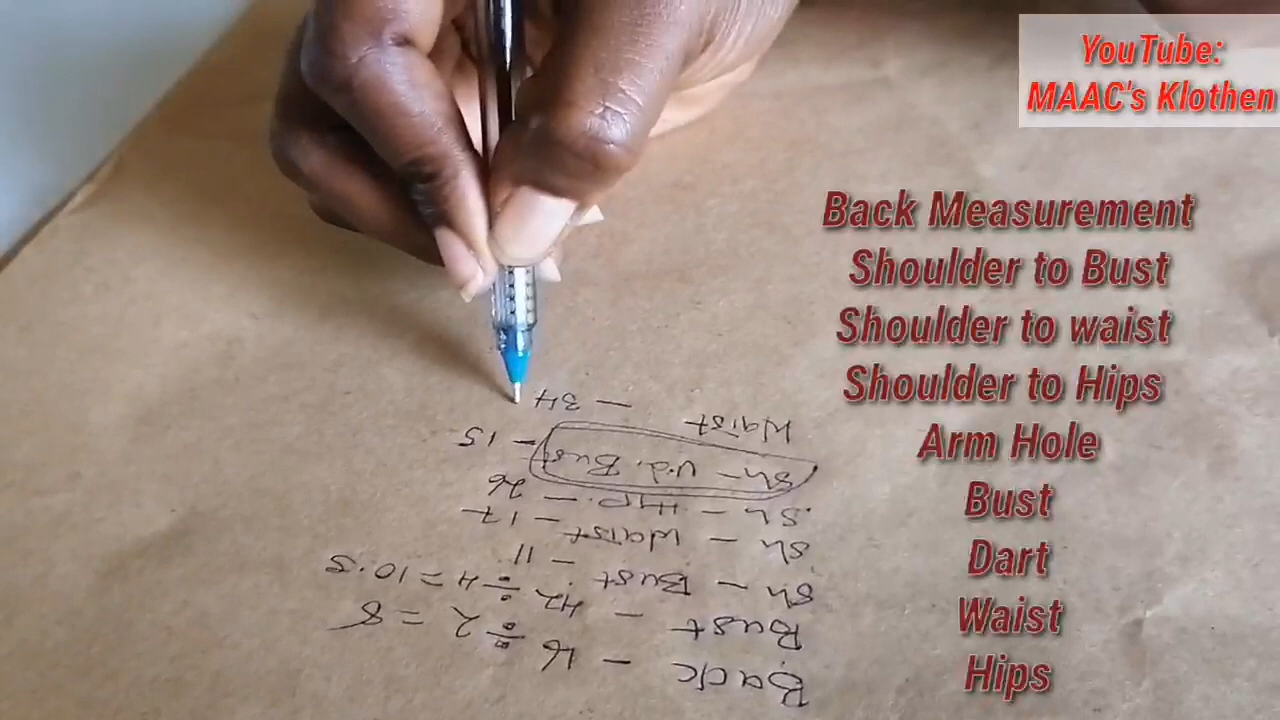 YouTube:
MAAC's Klothen
Back Measurement
Shoulder to Bust
Shoulder to waist
Shoulder to Hips
Arm Hole
Bust
Dart
Waist
Hips
Back - 16 ÷ 2 = 8
Bust - 42 ÷ 4 = 10.5
Sh - Bust - 11
Sh - Waist - 17
Sh - Hip. - 26
Sh - U.d. Bust - 15
Waist - 34